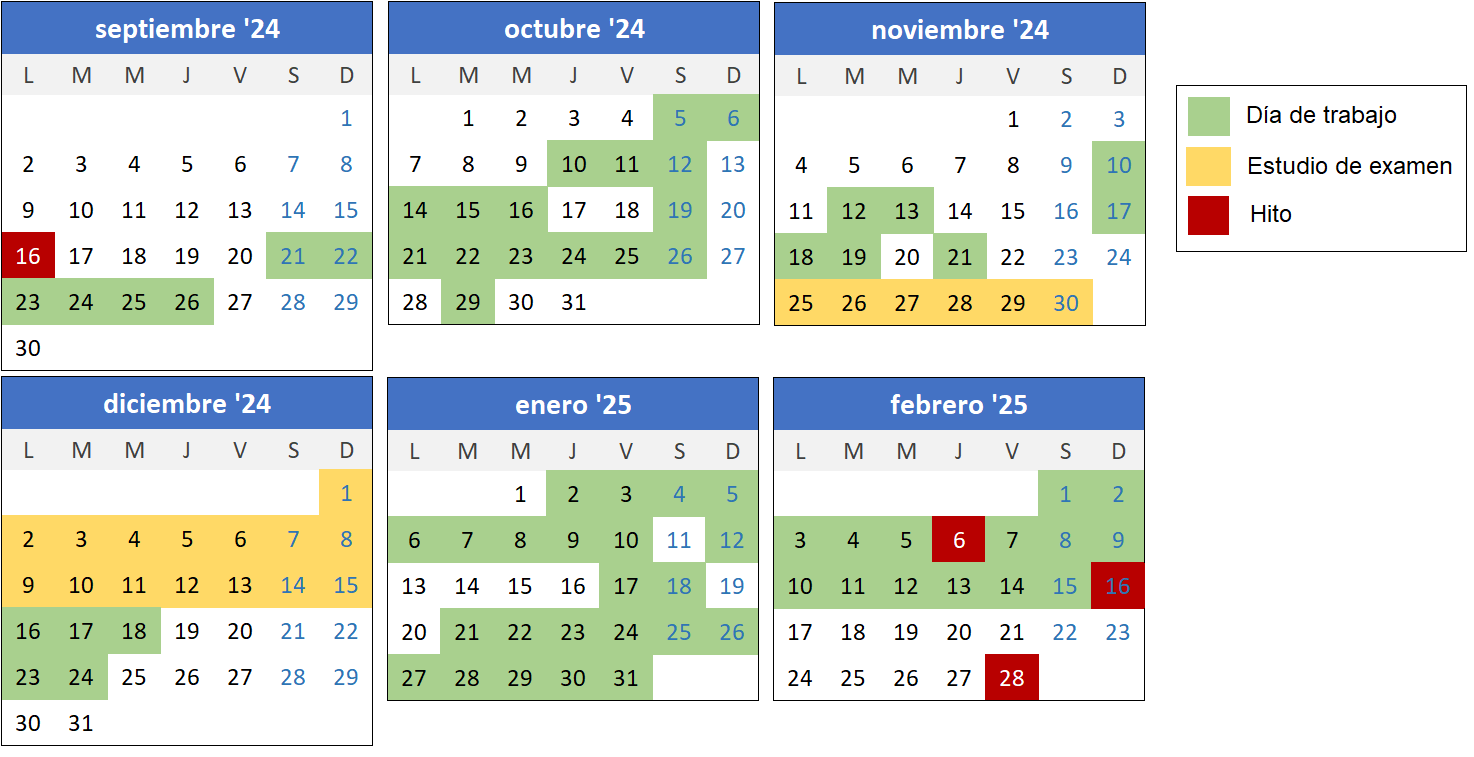 septiembre '24
L M M J V S D
1
2 3 4 5 6 7 8
9 10 11 12 13 14 15
16 17 18 19 20 21 22
23 24 25 26 27 28 29
30
octubre '24
L M M J V S D
1 2 3 4 5 6
7 8 9 10 11 12 13
14 15 16 17 18 19 20
21 22 23 24 25 26 27
28 29 30 31
noviembre '24
L M M J V S D
1 2 3
4 5 6 7 8 9 10
11 12 13 14 15 16 17
18 19 20 21 22 23 24
25 26 27 28 29 30
Día de trabajo
Estudio de examen
Hito
diciembre '24
L M M J V S D
1
2 3 4 5 6 7 8
9 10 11 12 13 14 15
16 17 18 19 20 21 22
23 24 25 26 27 28 29
30 31
enero '25
L M M J V S D
1 2 3 4 5
6 7 8 9 10 11 12
13 14 15 16 17 18 19
20 21 22 23 24 25 26
27 28 29 30 31
febrero '25
L M M J V S D
1 2
3 4 5 6 7 8 9
10 11 12 13 14 15 16
17 18 19 20 21 22 23
24 25 26 27 28